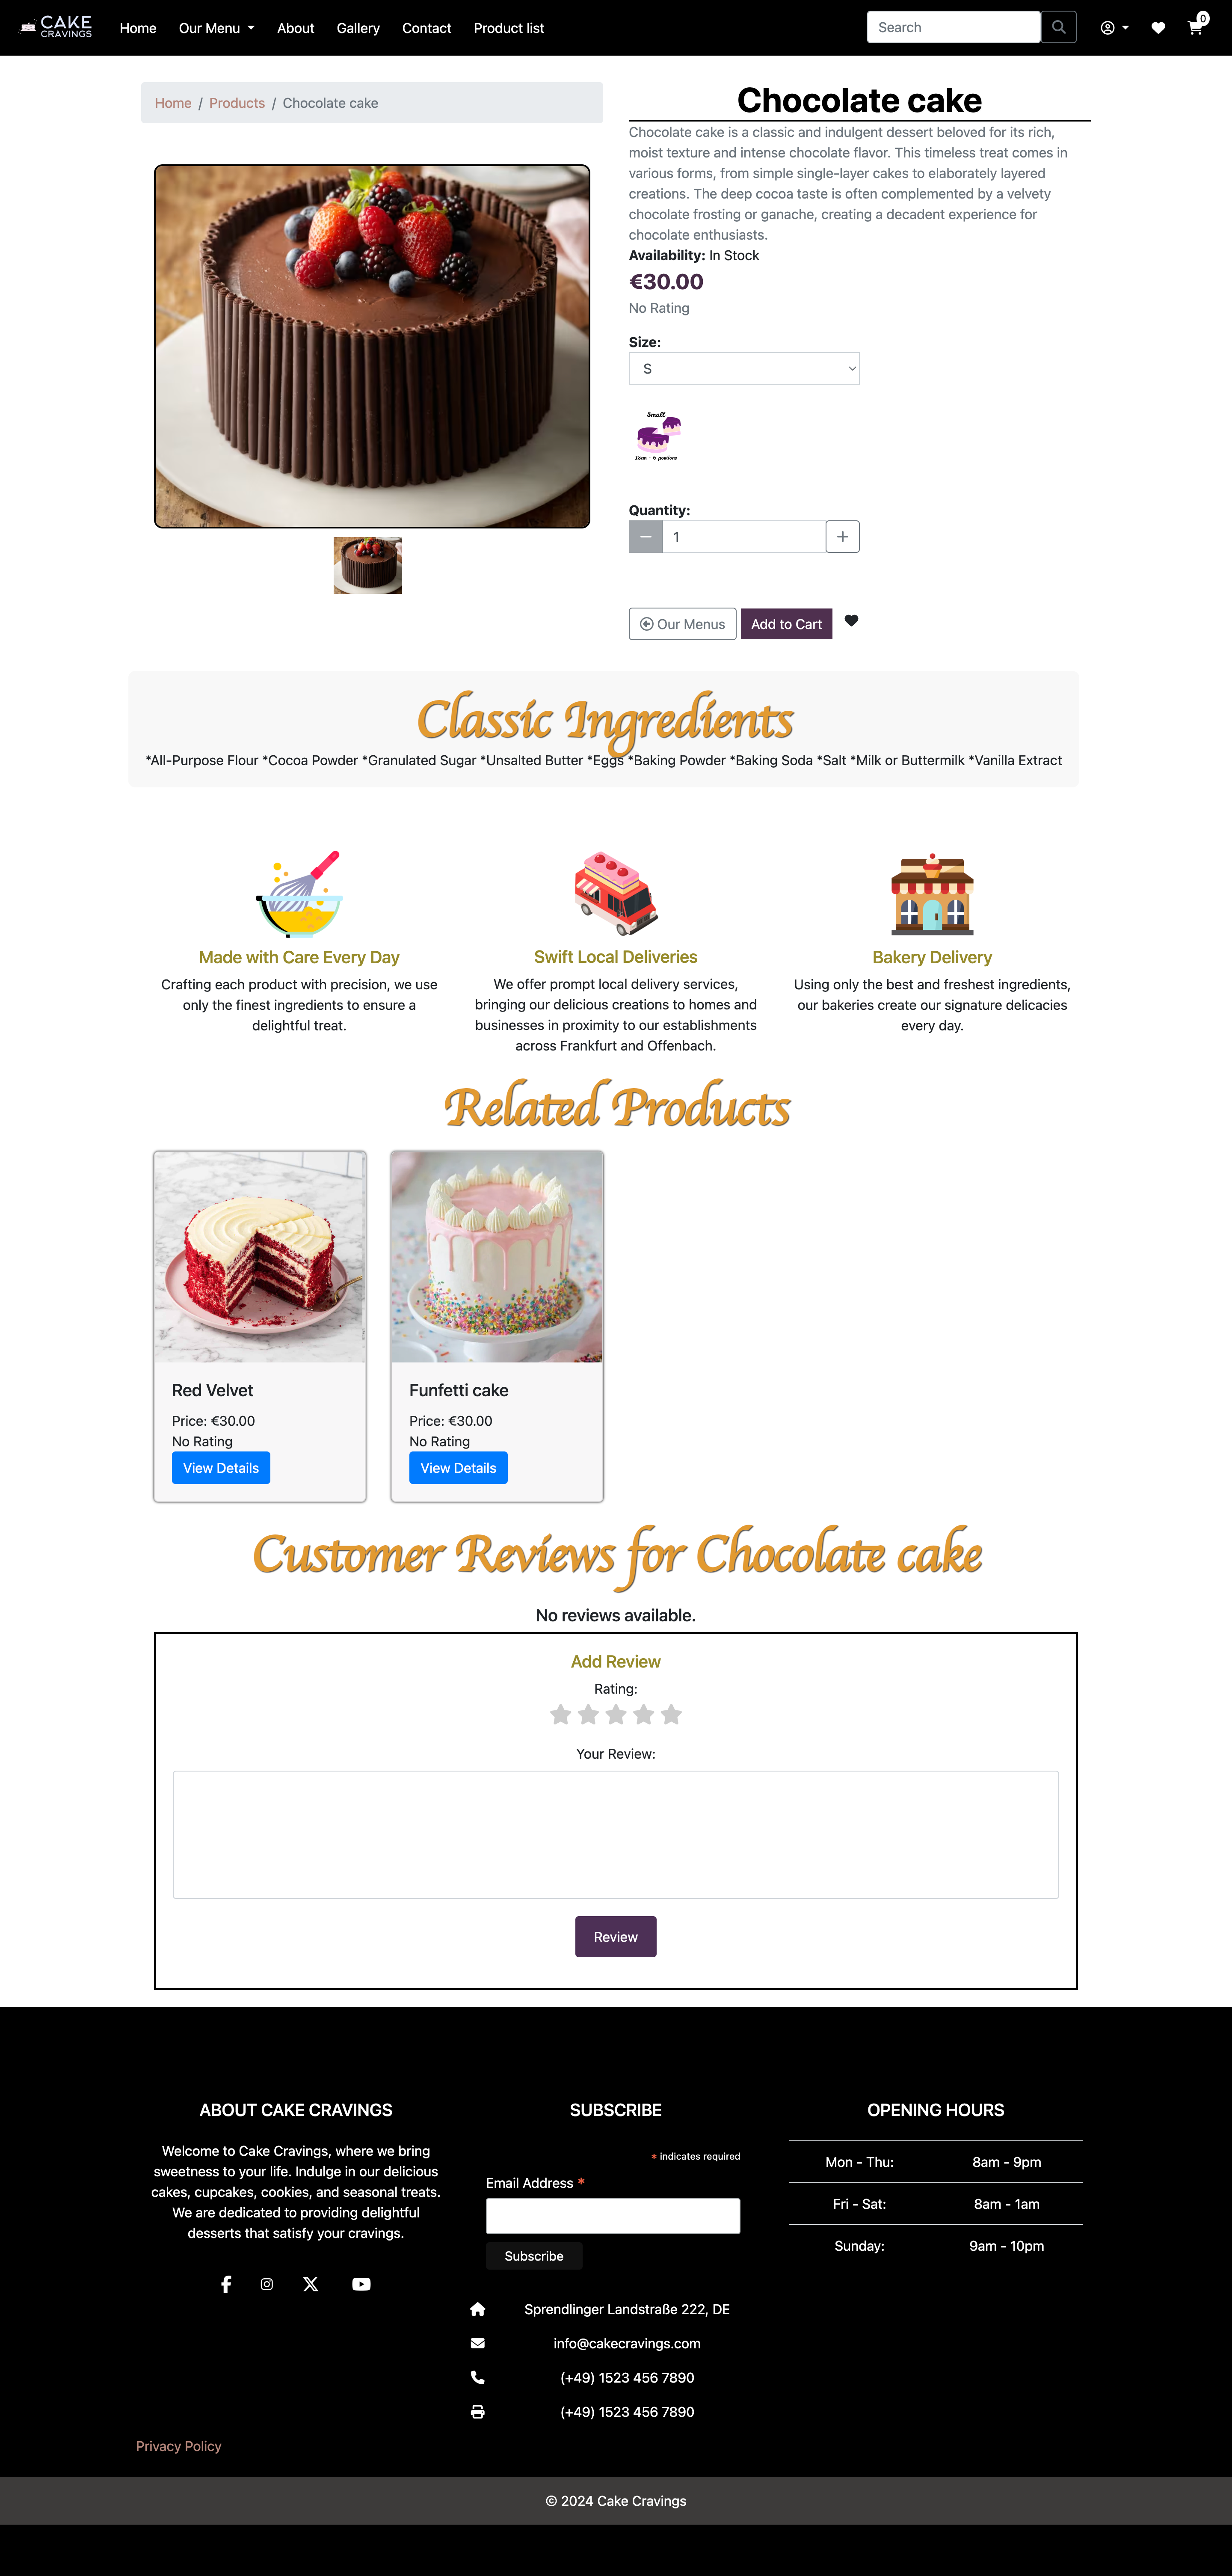 CAKE
CRAVINGS
Home
Our Menu
About
Gallery
Contact
Product list
Search
0
Home / Products / Chocolate cake
Chocolate cake
Chocolate cake is a classic and indulgent dessert beloved for its rich,
moist texture and intense chocolate flavor. This timeless treat comes in
various forms, from simple single-layer cakes to elaborately layered
creations. The deep cocoa taste is often complemented by a velvety
chocolate frosting or ganache, creating a decadent experience for
chocolate enthusiasts.
Availability: In Stock
€30.00
No Rating
Size:
S
Small
18cm - 6 portions
Quantity:
1
Our Menus
Add to Cart
Classic Ingredients
*All-Purpose Flour *Cocoa Powder *Granulated Sugar *Unsalted Butter *Eggs *Baking Powder *Baking Soda *Salt *Milk or Buttermilk *Vanilla Extract
Made with Care Every Day
Crafting each product with precision, we use
only the finest ingredients to ensure a
delightful treat.
Swift Local Deliveries
We offer prompt local delivery services,
bringing our delicious creations to homes and
businesses in proximity to our establishments
across Frankfurt and Offenbach.
Bakery Delivery
Using only the best and freshest ingredients,
our bakeries create our signature delicacies
every day.
Related Products
Red Velvet
Price: €30.00
No Rating
View Details
Funfetti cake
Price: €30.00
No Rating
View Details
Customer Reviews for Chocolate cake
No reviews available.
Add Review
Rating:
Your Review:
Review
ABOUT CAKE CRAVINGS
Welcome to Cake Cravings, where we bring
sweetness to your life. Indulge in our delicious
cakes, cupcakes, cookies, and seasonal treats.
We are dedicated to providing delightful
desserts that satisfy your cravings.
SUBSCRIBE
* indicates required
Email Address *
Subscribe
Sprendlinger Landstraße 222, DE
info@cakecravings.com
(+49) 1523 456 7890
(+49) 1523 456 7890
OPENING HOURS
Mon - Thu: 8am - 9pm
Fri - Sat: 8am - 1am
Sunday: 9am - 10pm
Privacy Policy
© 2024 Cake Cravings